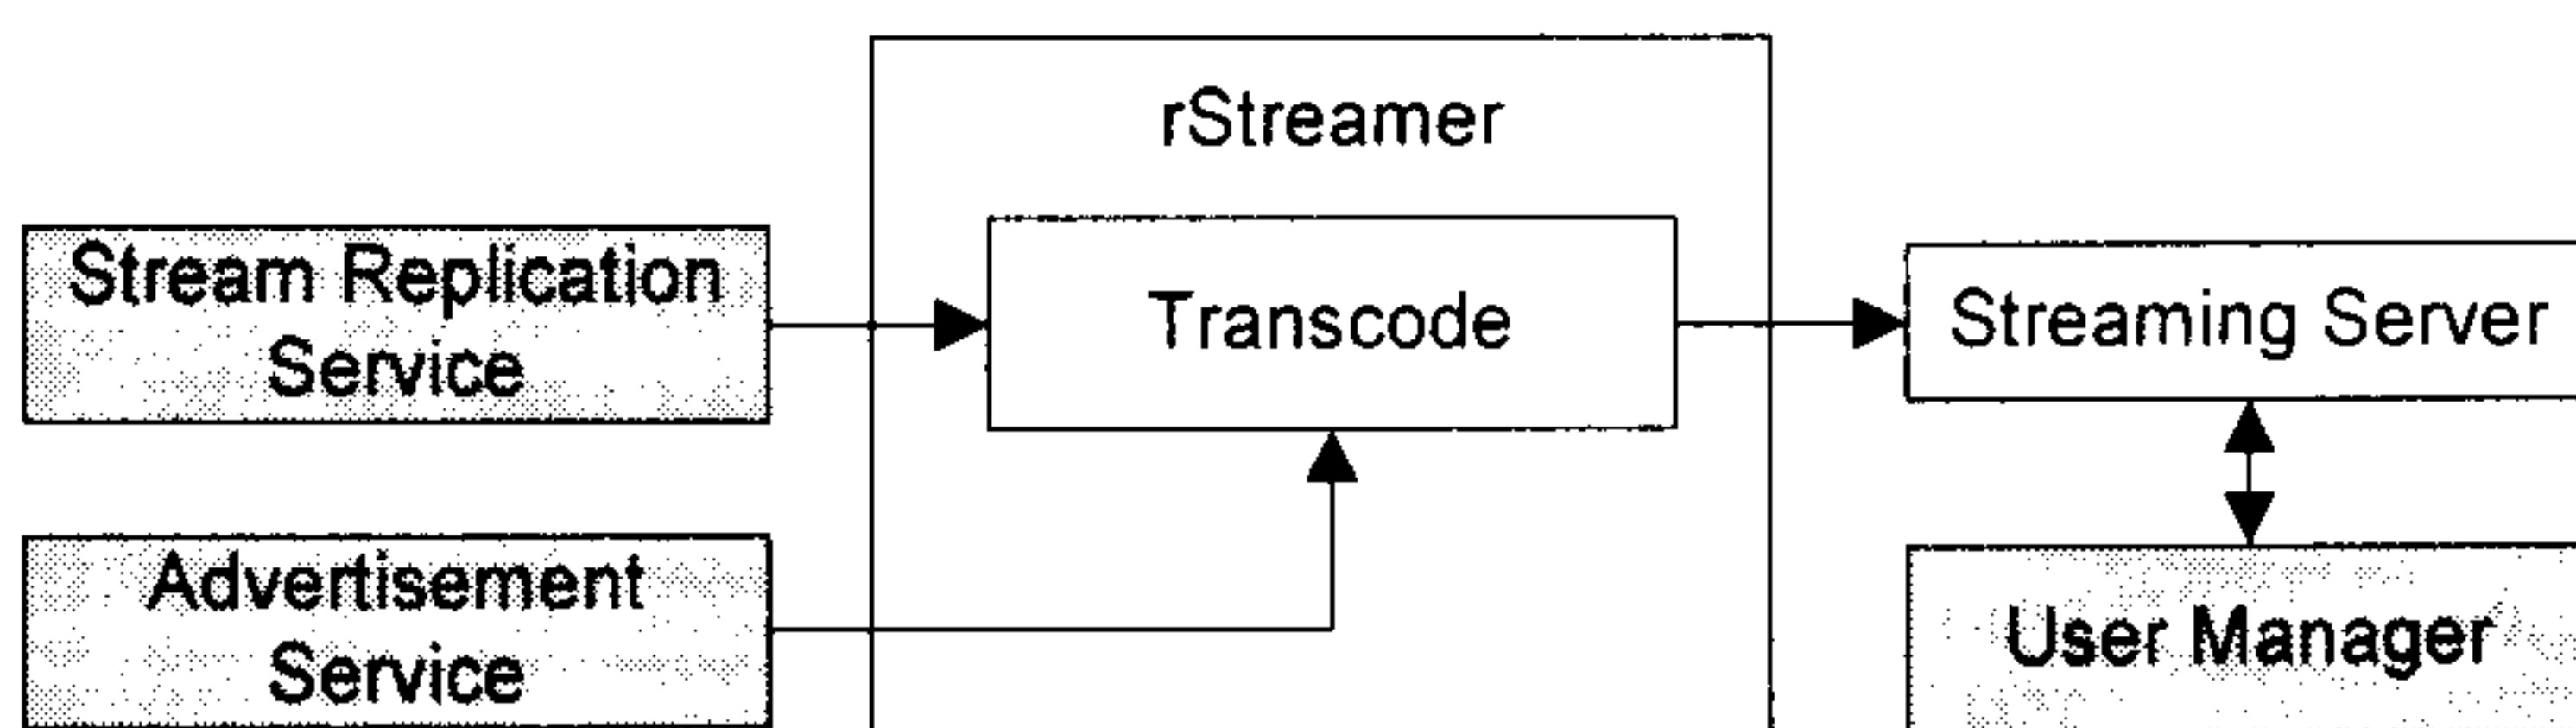 rStreamer
Stream Replication
Service
Transcode
Streaming Server
Advertisement
Service
User Manager